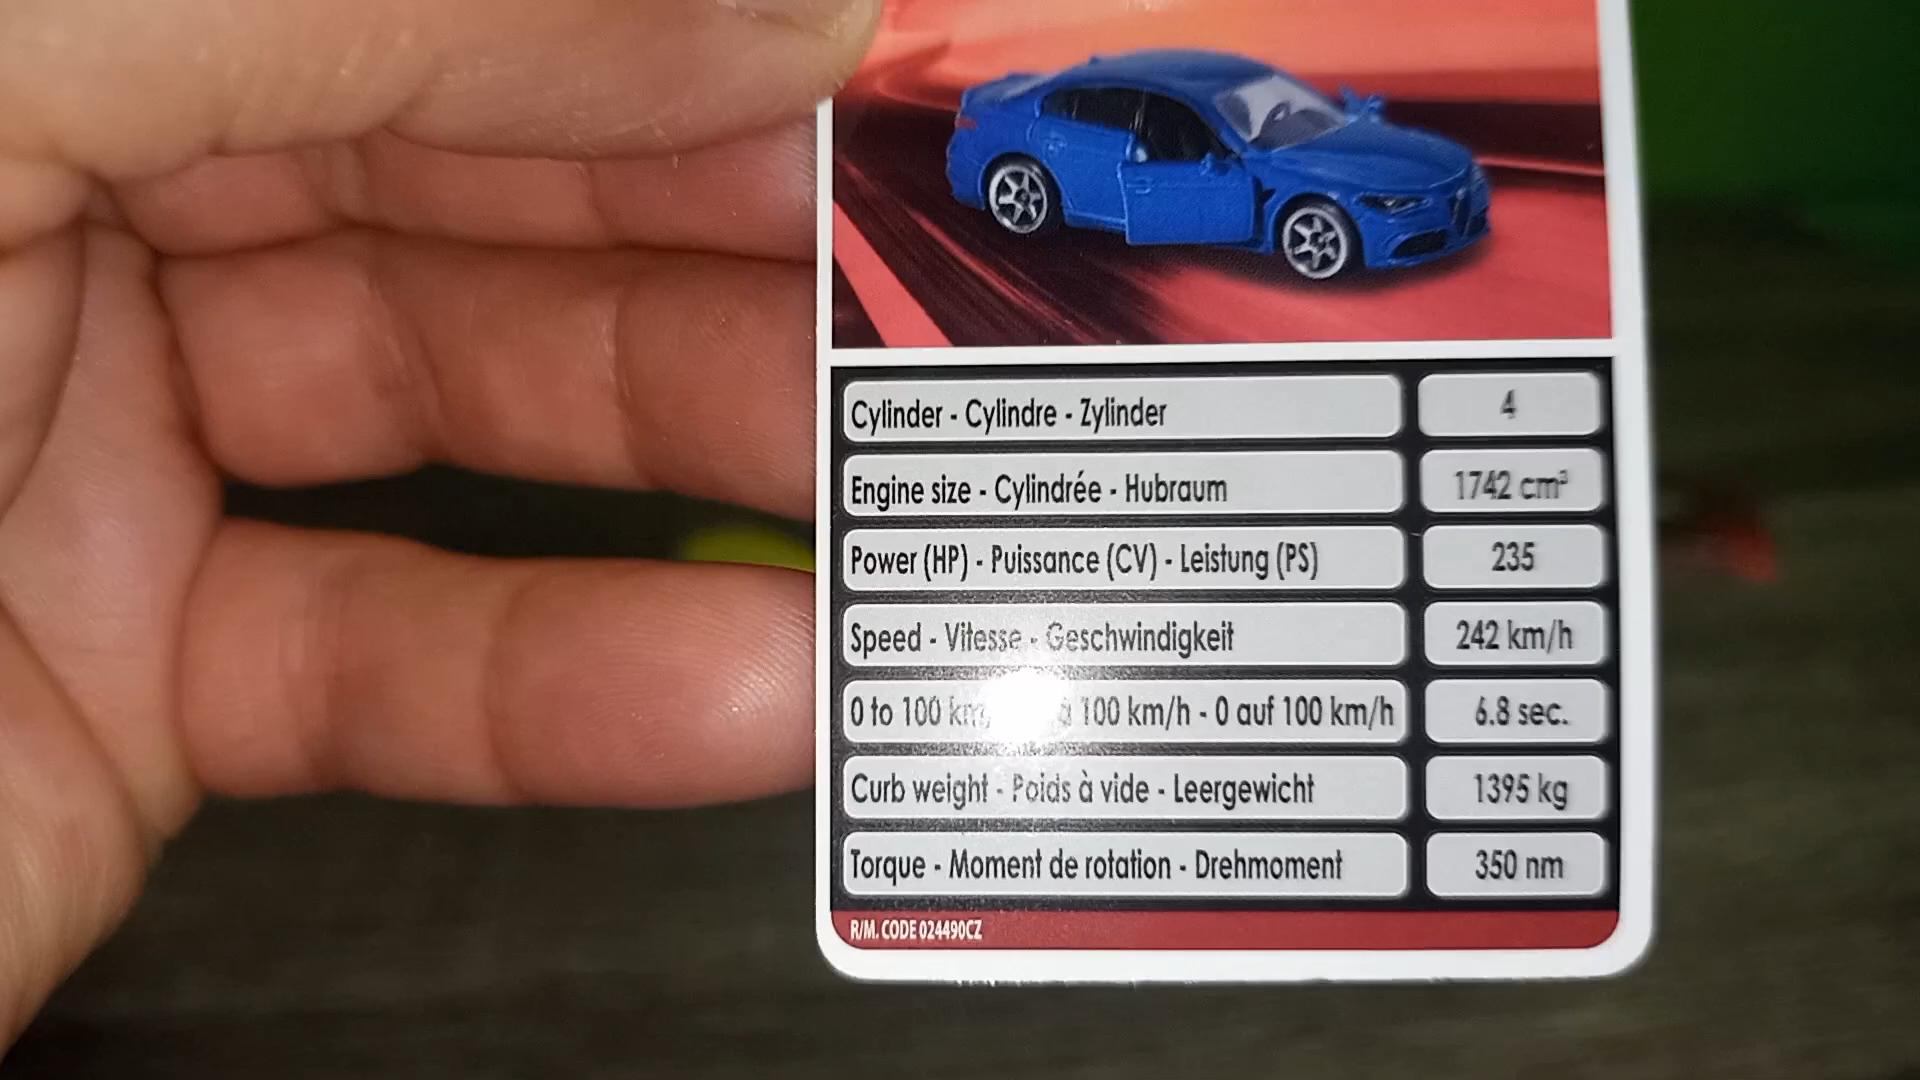 Cylinder - Cylindre - Zylinder 4
Engine size - Cylindrée - Hubraum 1742 cm³
Power (HP) - Puissance (CV) - Leistung (PS) 235
Speed - Vitesse - Geschwindigkeit 242 km/h
0 to 100 à 100 km/h - 0 auf 100 km/h 6.8 sec.
Curb weight - Poids à vide - Leergewicht 1395 kg
Torque - Moment de rotation - Drehmoment 350 nm
R/M. CODE 024490CZ